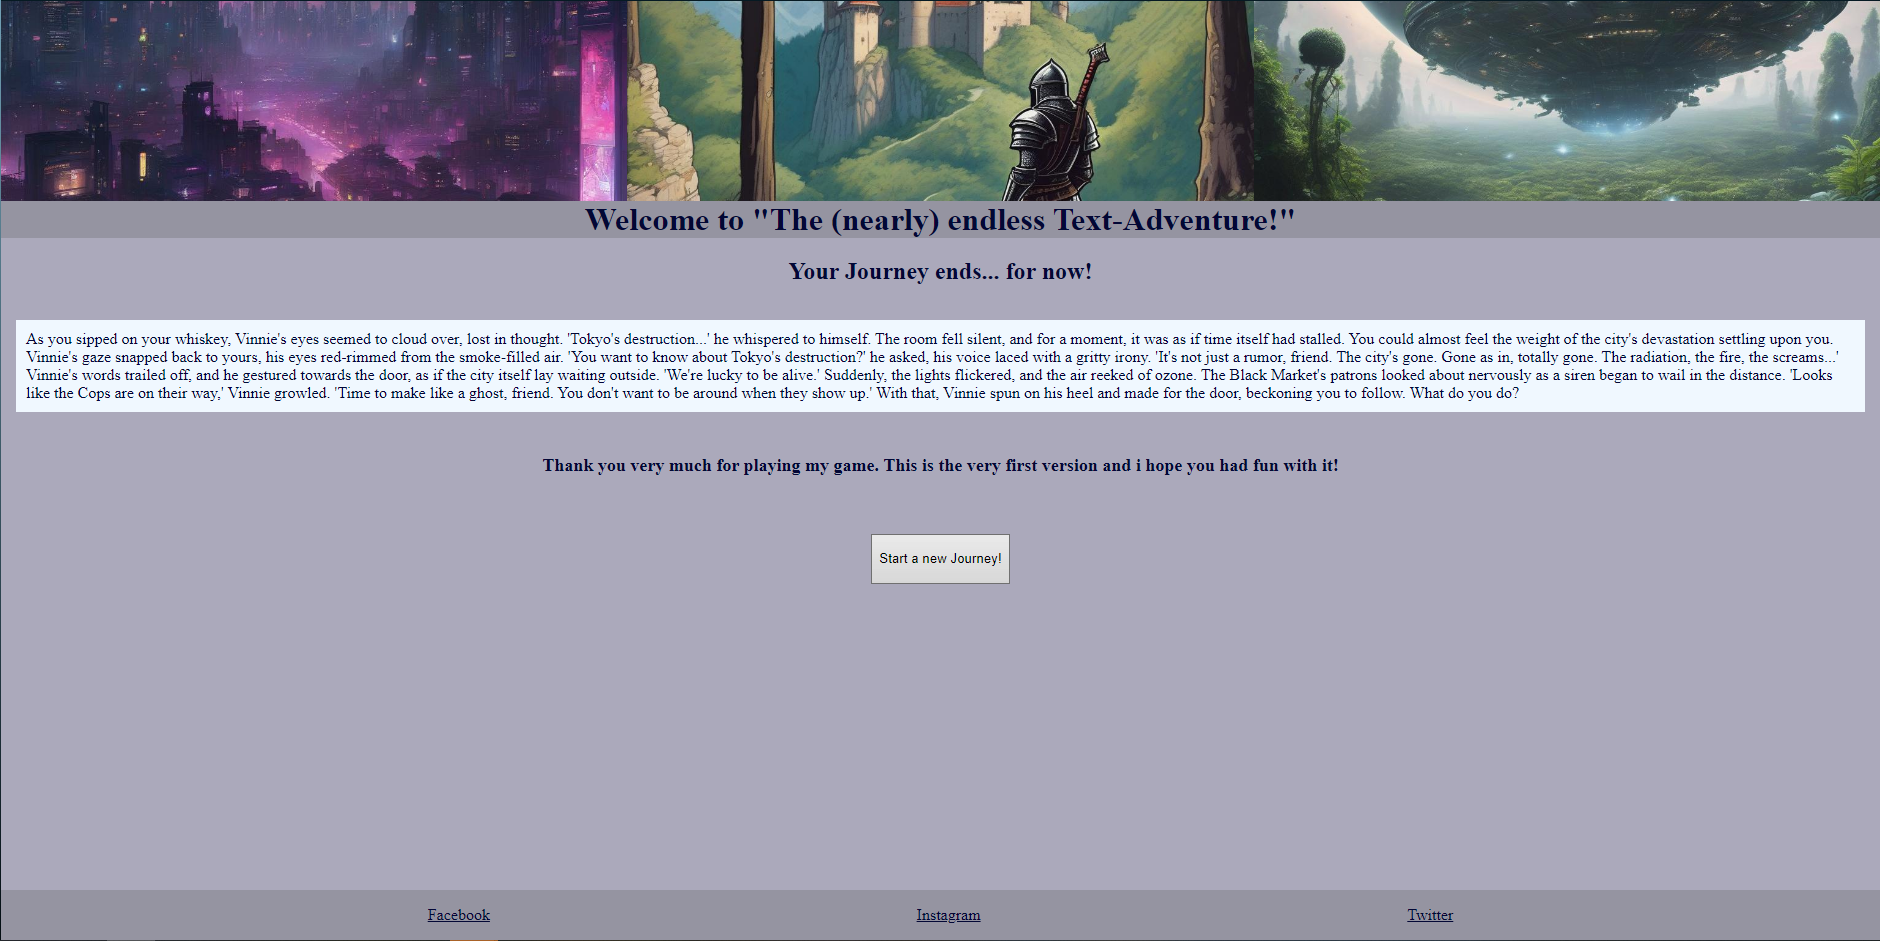 Welcome to "The (nearly) endless Text-Adventure!"
Your Journey ends... for now!
As you sipped on your whiskey, Vinnie's eyes seemed to cloud over, lost in thought. 'Tokyo's destruction...' he whispered to himself. The room fell silent, and for a moment, it was as if time itself had stalled. You could almost feel the weight of the city's devastation settling upon you.
Vinnie's gaze snapped back to yours, his eyes red-rimmed from the smoke-filled air. 'You want to know about Tokyo's destruction?' he asked, his voice laced with a gritty irony. 'It's not just a rumor, friend. The city's gone. Gone as in, totally gone. The radiation, the fire, the screams...'
Vinnie's words trailed off, and he gestured towards the door, as if the city itself lay waiting outside. 'We're lucky to be alive.' Suddenly, the lights flickered, and the air reeked of ozone. The Black Market's patrons looked about nervously as a siren began to wail in the distance. 'Looks
like the Cops are on their way,' Vinnie growled. 'Time to make like a ghost, friend. You don't want to be around when they show up.' With that, Vinnie spun on his heel and made for the door, beckoning you to follow. What do you do?
Thank you very much for playing my game. This is the very first version and i hope you had fun with it!
Start a new Journey!
Facebook
Instagram
Twitter